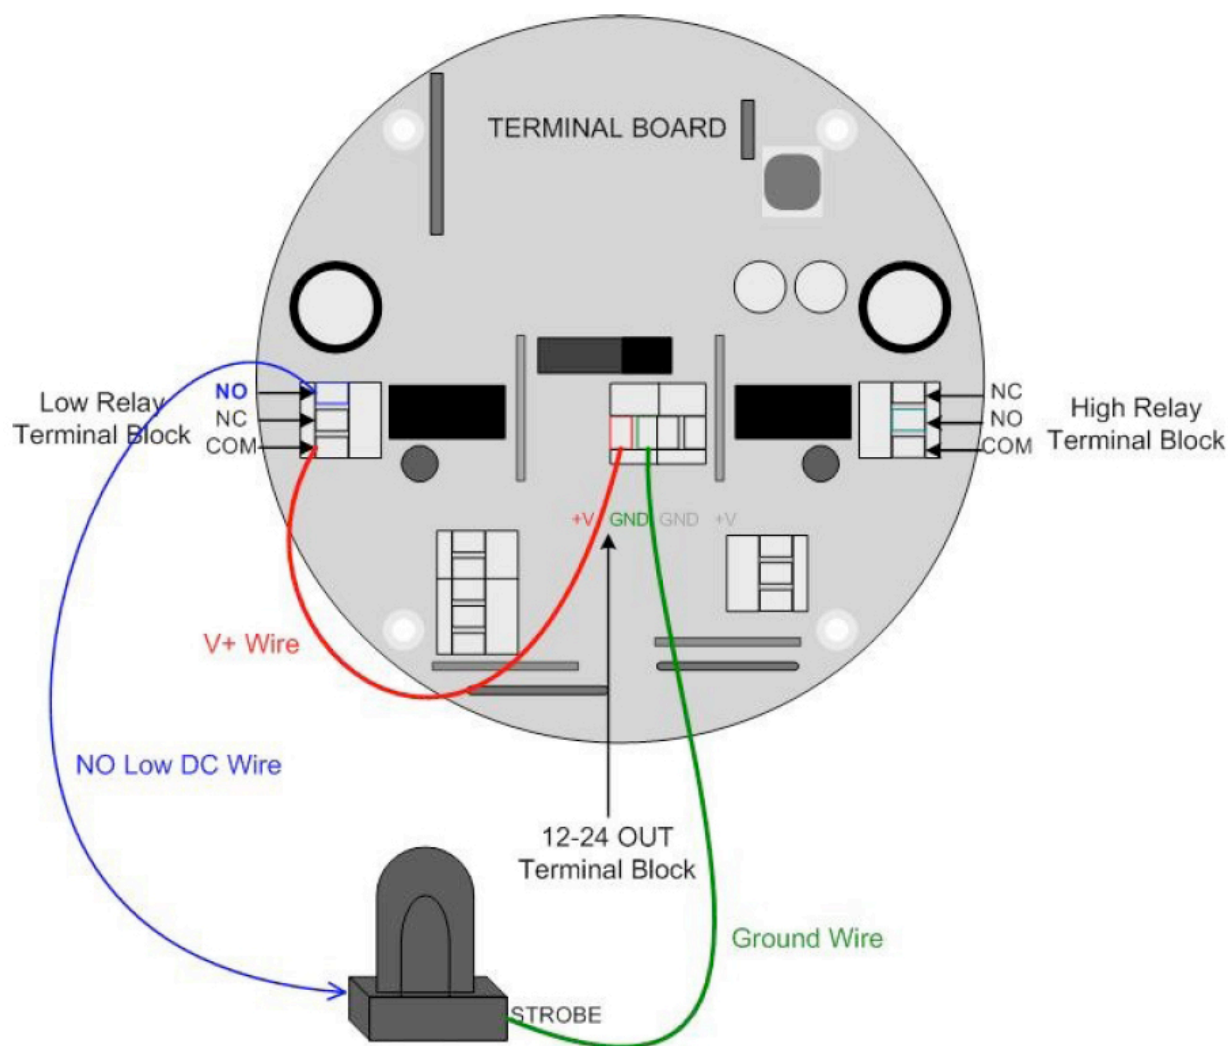 TERMINAL BOARD
Low Relay
Terminal Block
NO
NC
COM
NC
NO
COM
High Relay
Terminal Block
+V GND GND +V
V+ Wire
NO Low DC Wire
12-24 OUT
Terminal Block
Ground Wire
STROBE